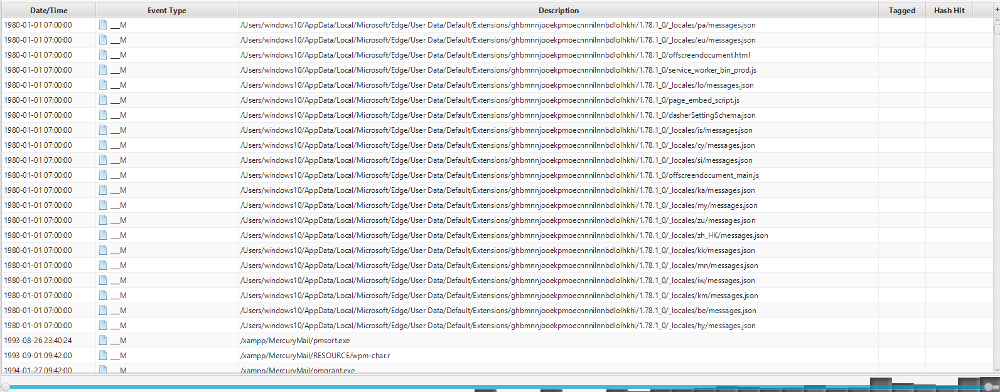 Date/Time Event Type Description Tagged Hash Hit
1980-01-01 07:00:00 ___M /Users/windows10/AppData/Local/Microsoft/Edge/User Data/Default/Extensions/ghbmnnjooekpmoecnnnilnnbdlolhkhi/1.78.1_0/_locales/pa/messages.json
1980-01-01 07:00:00 ___M /Users/windows10/AppData/Local/Microsoft/Edge/User Data/Default/Extensions/ghbmnnjooekpmoecnnnilnnbdlolhkhi/1.78.1_0/_locales/eu/messages.json
1980-01-01 07:00:00 ___M /Users/windows10/AppData/Local/Microsoft/Edge/User Data/Default/Extensions/ghbmnnjooekpmoecnnnilnnbdlolhkhi/1.78.1_0/offscreendocument.html
1980-01-01 07:00:00 ___M /Users/windows10/AppData/Local/Microsoft/Edge/User Data/Default/Extensions/ghbmnnjooekpmoecnnnilnnbdlolhkhi/1.78.1_0/service_worker_bin_prod.js
1980-01-01 07:00:00 ___M /Users/windows10/AppData/Local/Microsoft/Edge/User Data/Default/Extensions/ghbmnnjooekpmoecnnnilnnbdlolhkhi/1.78.1_0/_locales/lo/messages.json
1980-01-01 07:00:00 ___M /Users/windows10/AppData/Local/Microsoft/Edge/User Data/Default/Extensions/ghbmnnjooekpmoecnnnilnnbdlolhkhi/1.78.1_0/page_embed_script.js
1980-01-01 07:00:00 ___M /Users/windows10/AppData/Local/Microsoft/Edge/User Data/Default/Extensions/ghbmnnjooekpmoecnnnilnnbdlolhkhi/1.78.1_0/dasherSettingSchema.json
1980-01-01 07:00:00 ___M /Users/windows10/AppData/Local/Microsoft/Edge/User Data/Default/Extensions/ghbmnnjooekpmoecnnnilnnbdlolhkhi/1.78.1_0/_locales/is/messages.json
1980-01-01 07:00:00 ___M /Users/windows10/AppData/Local/Microsoft/Edge/User Data/Default/Extensions/ghbmnnjooekpmoecnnnilnnbdlolhkhi/1.78.1_0/_locales/cy/messages.json
1980-01-01 07:00:00 ___M /Users/windows10/AppData/Local/Microsoft/Edge/User Data/Default/Extensions/ghbmnnjooekpmoecnnnilnnbdlolhkhi/1.78.1_0/_locales/si/messages.json
1980-01-01 07:00:00 ___M /Users/windows10/AppData/Local/Microsoft/Edge/User Data/Default/Extensions/ghbmnnjooekpmoecnnnilnnbdlolhkhi/1.78.1_0/offscreendocument_main.js
1980-01-01 07:00:00 ___M /Users/windows10/AppData/Local/Microsoft/Edge/User Data/Default/Extensions/ghbmnnjooekpmoecnnnilnnbdlolhkhi/1.78.1_0/_locales/ka/messages.json
1980-01-01 07:00:00 ___M /Users/windows10/AppData/Local/Microsoft/Edge/User Data/Default/Extensions/ghbmnnjooekpmoecnnnilnnbdlolhkhi/1.78.1_0/_locales/my/messages.json
1980-01-01 07:00:00 ___M /Users/windows10/AppData/Local/Microsoft/Edge/User Data/Default/Extensions/ghbmnnjooekpmoecnnnilnnbdlolhkhi/1.78.1_0/_locales/zu/messages.json
1980-01-01 07:00:00 ___M /Users/windows10/AppData/Local/Microsoft/Edge/User Data/Default/Extensions/ghbmnnjooekpmoecnnnilnnbdlolhkhi/1.78.1_0/_locales/zh_HK/messages.json
1980-01-01 07:00:00 ___M /Users/windows10/AppData/Local/Microsoft/Edge/User Data/Default/Extensions/ghbmnnjooekpmoecnnnilnnbdlolhkhi/1.78.1_0/_locales/kk/messages.json
1980-01-01 07:00:00 ___M /Users/windows10/AppData/Local/Microsoft/Edge/User Data/Default/Extensions/ghbmnnjooekpmoecnnnilnnbdlolhkhi/1.78.1_0/_locales/mn/messages.json
1980-01-01 07:00:00 ___M /Users/windows10/AppData/Local/Microsoft/Edge/User Data/Default/Extensions/ghbmnnjooekpmoecnnnilnnbdlolhkhi/1.78.1_0/_locales/iw/messages.json
1980-01-01 07:00:00 ___M /Users/windows10/AppData/Local/Microsoft/Edge/User Data/Default/Extensions/ghbmnnjooekpmoecnnnilnnbdlolhkhi/1.78.1_0/_locales/km/messages.json
1980-01-01 07:00:00 ___M /Users/windows10/AppData/Local/Microsoft/Edge/User Data/Default/Extensions/ghbmnnjooekpmoecnnnilnnbdlolhkhi/1.78.1_0/_locales/be/messages.json
1980-01-01 07:00:00 ___M /Users/windows10/AppData/Local/Microsoft/Edge/User Data/Default/Extensions/ghbmnnjooekpmoecnnnilnnbdlolhkhi/1.78.1_0/_locales/hy/messages.json
1993-08-26 23:40:24 ___M /xampp/MercuryMail/pmsort.exe
1993-09-01 09:42:00 ___M /xampp/MercuryMail/RESOURCE/wpm-char.r
1994-01-27 09:42:00 ___M /xampp/MercuryMail/pmgrant.exe